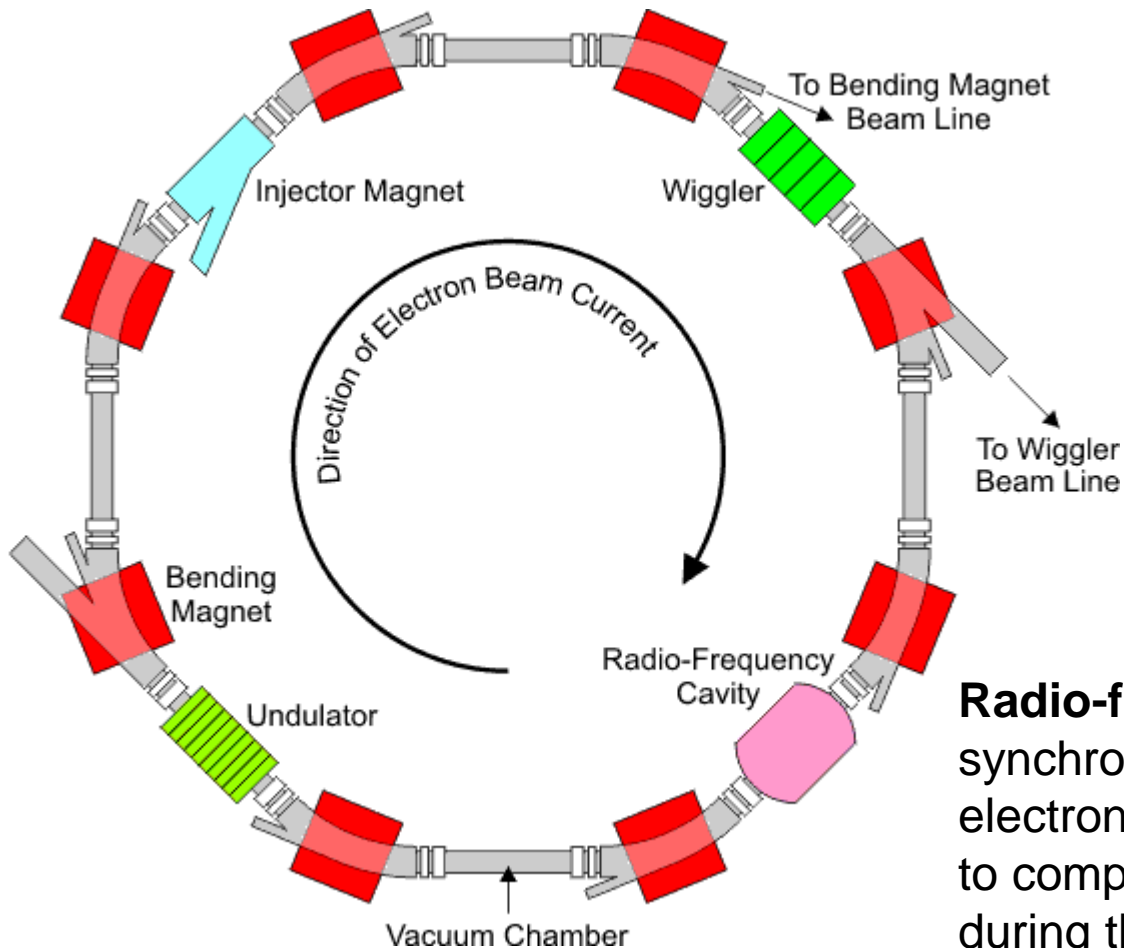 To Bending Magnet
Beam Line
Injector Magnet
Wiggler
Direction of Electron Beam Current
To Wiggler
Beam Line
Bending
Magnet
Radio-Frequency
Cavity
Undulator
Vacuum Chamber
Radio-f
synchro
electron
to comp
during th